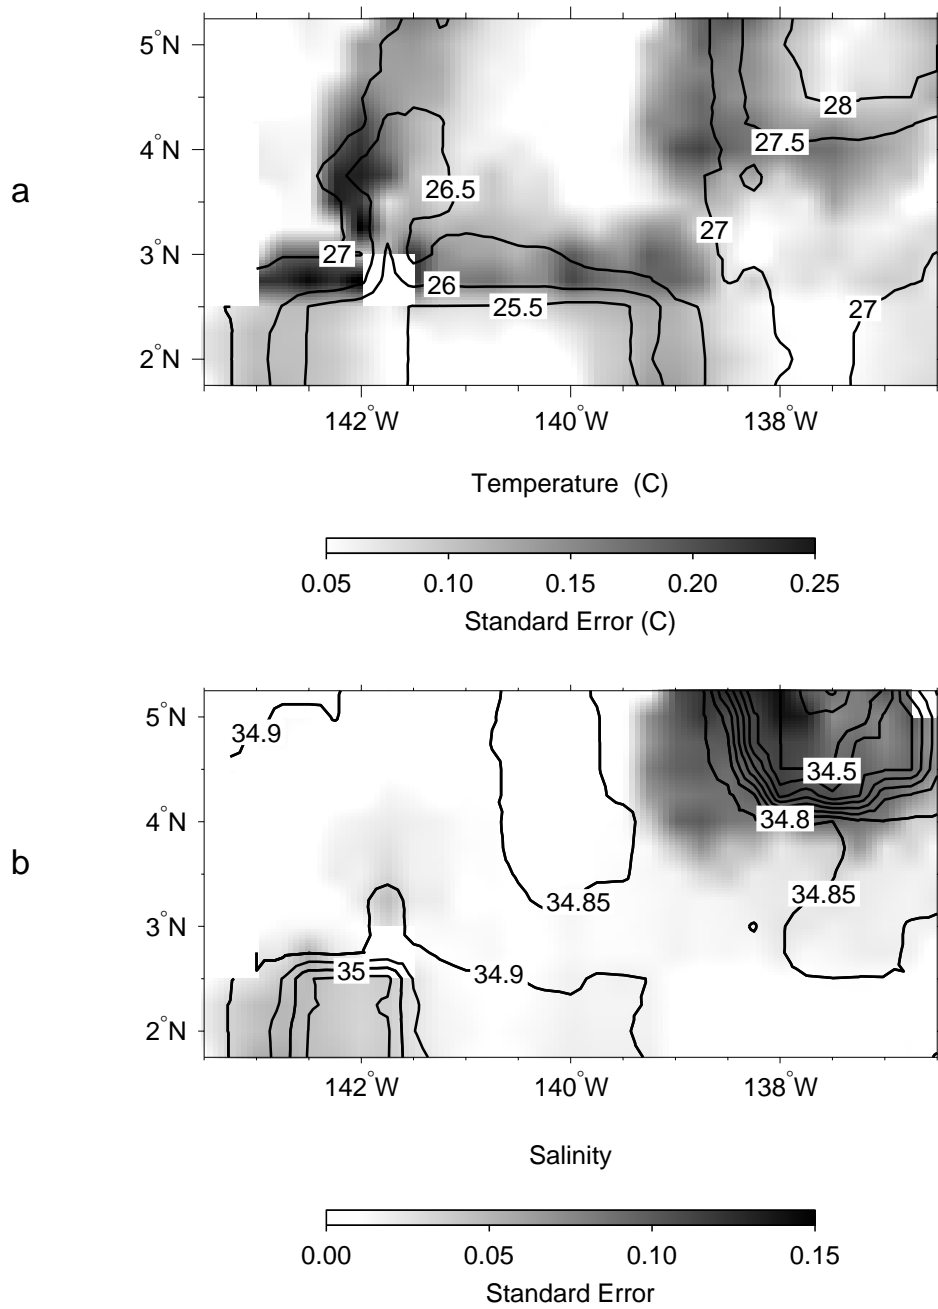 a
5°N
4°N
3°N
2°N
28
27.5
26.5
27
27
26
25.5
27
142°W 140°W 138°W
Temperature (C)
0.05 0.10 0.15 0.20 0.25
Standard Error (C)
b
5°N
4°N
3°N
2°N
34.9
34.5
34.8
34.85
34.85
35
34.9
142°W 140°W 138°W
Salinity
0.00 0.05 0.10 0.15
Standard Error